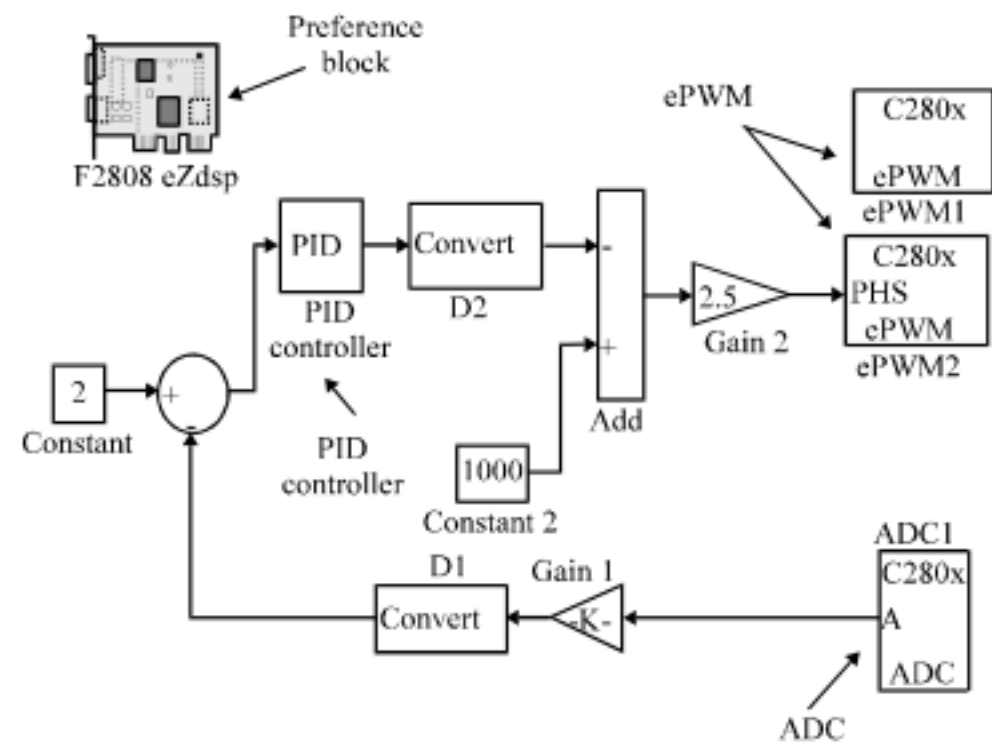 Preference
block
F2808 eZdsp
ePWM
C280x
ePWM
ePWM1
PID
PID
controller
Convert
D2
-
+
Add
2.5
Gain 2
C280x
PHS
ePWM
ePWM2
2
Constant
+
-
PID
controller
1000
Constant 2
D1
Convert
Gain 1
-K-
ADC1
C280x
A
ADC
ADC